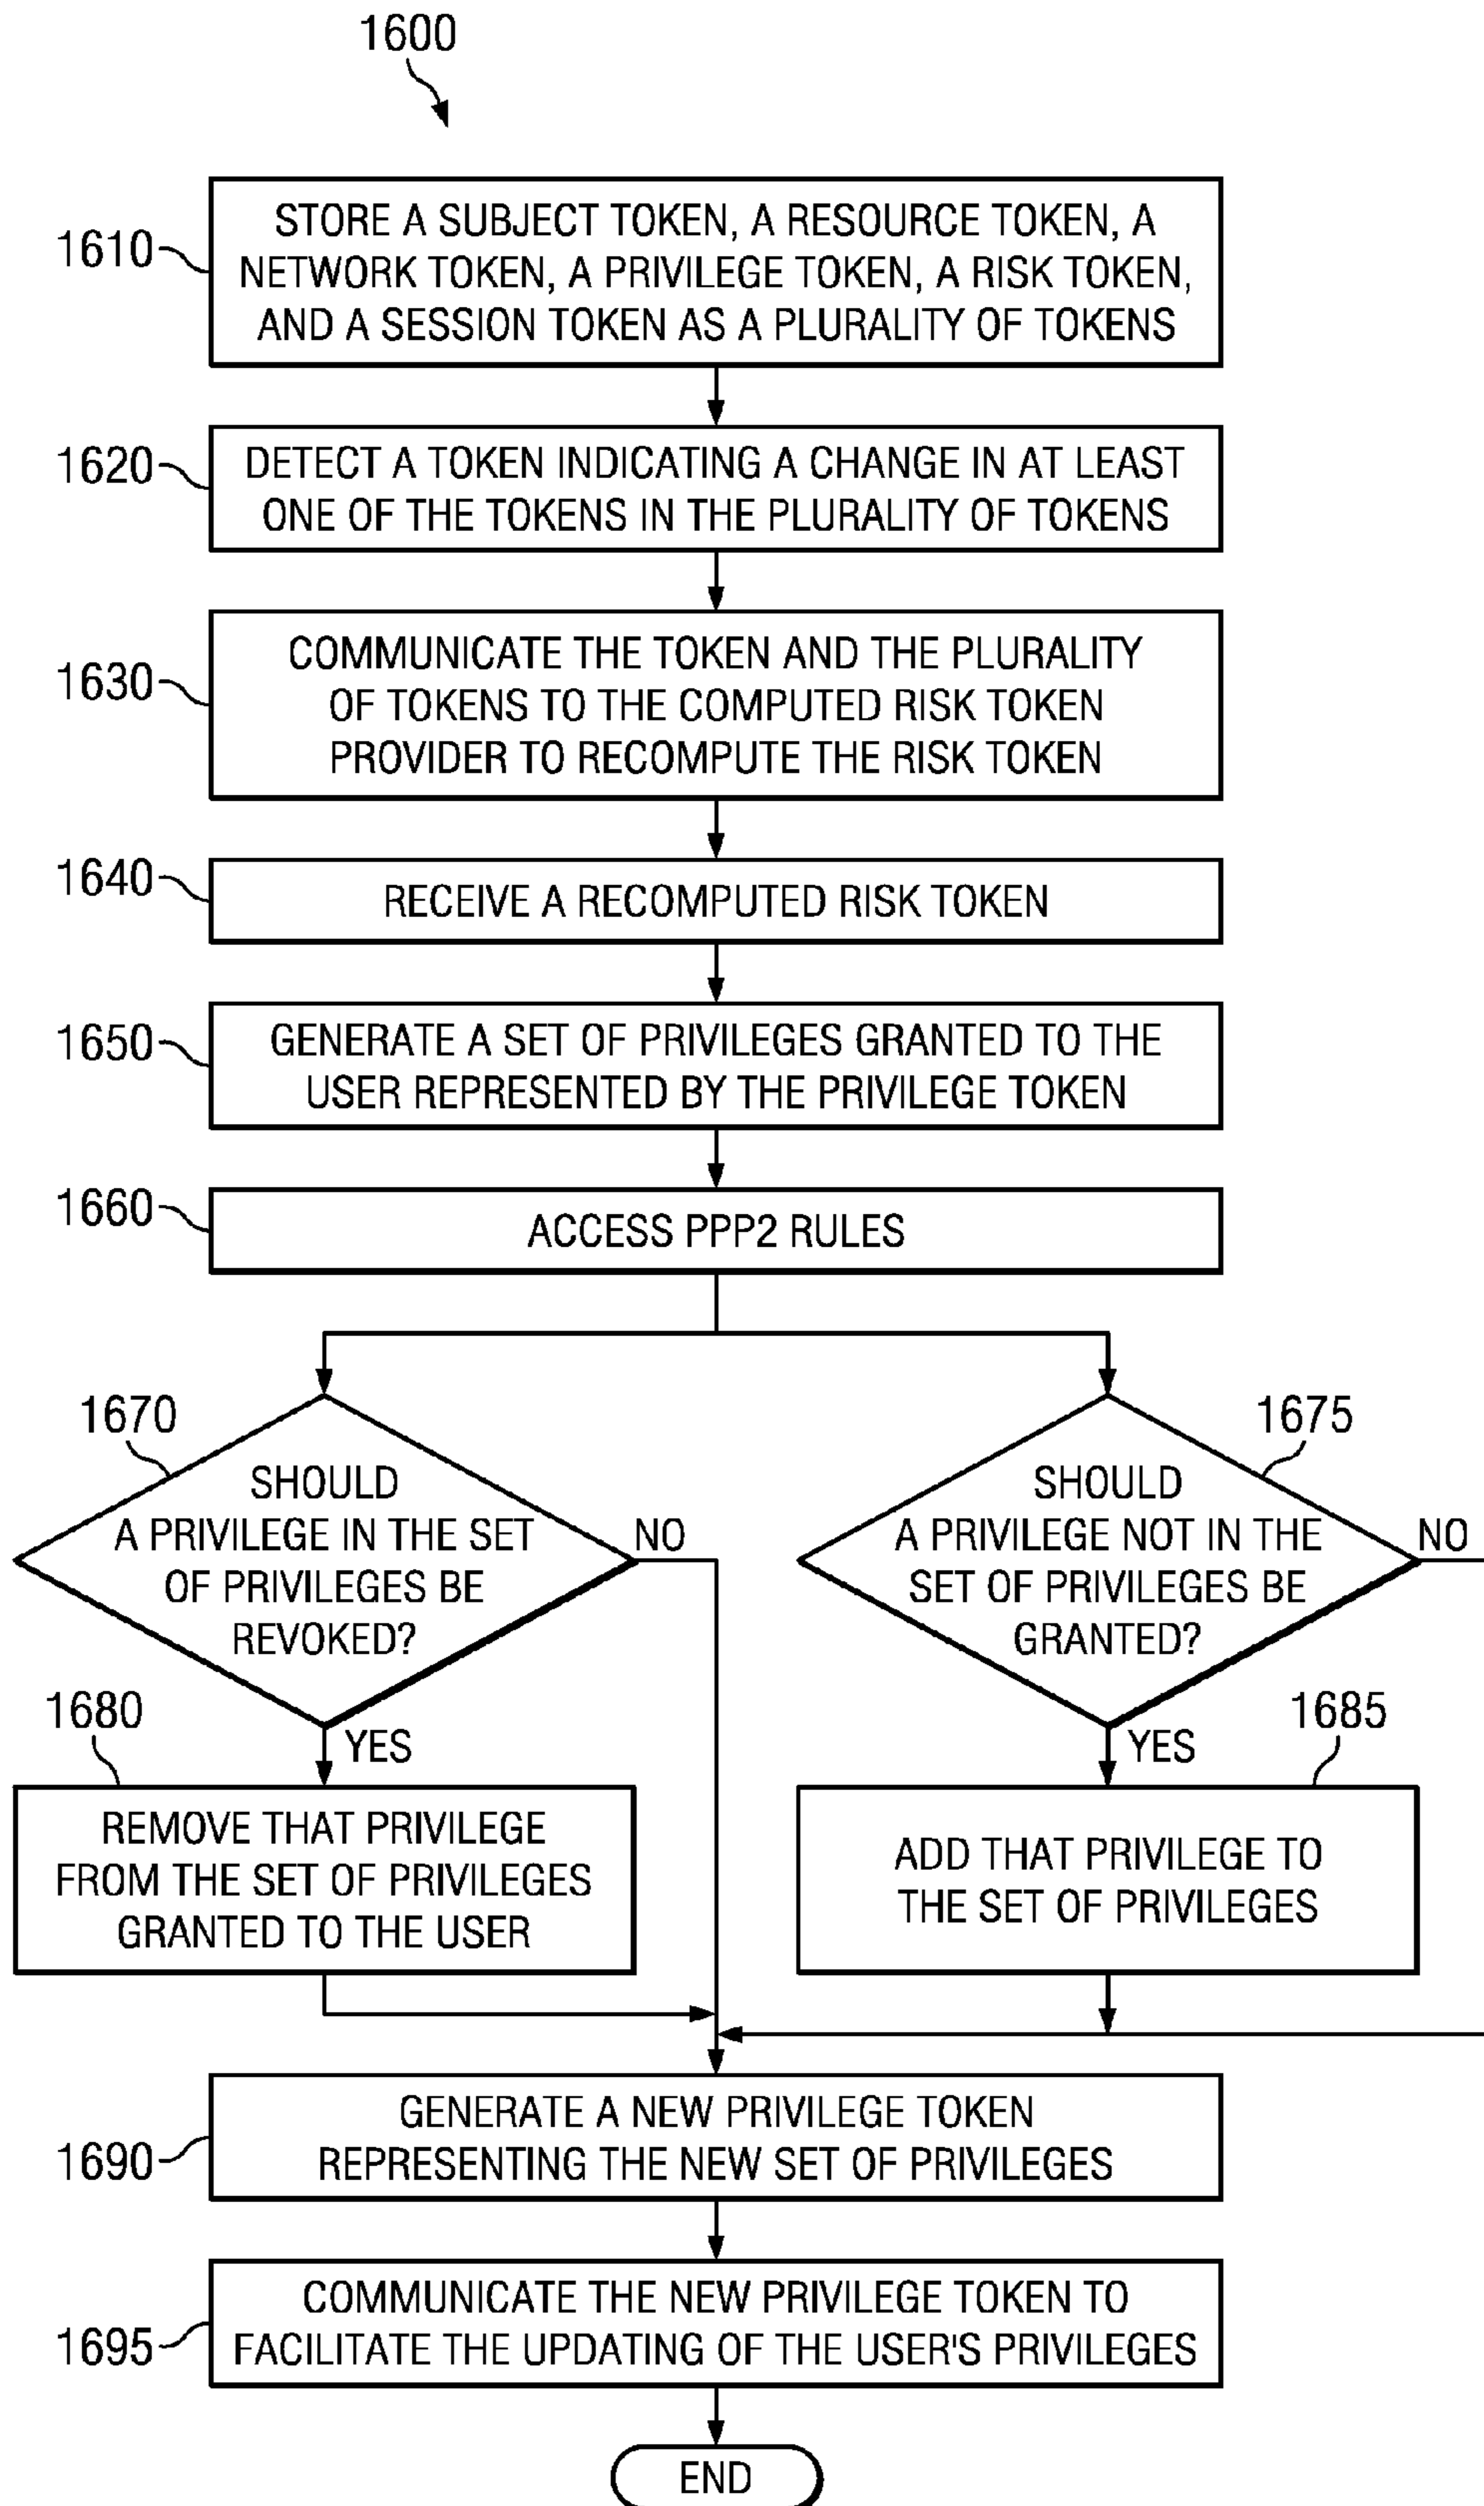 1600
1610
STORE A SUBJECT TOKEN, A RESOURCE TOKEN, A
NETWORK TOKEN, A PRIVILEGE TOKEN, A RISK TOKEN,
AND A SESSION TOKEN AS A PLURALITY OF TOKENS
1620
DETECT A TOKEN INDICATING A CHANGE IN AT LEAST
ONE OF THE TOKENS IN THE PLURALITY OF TOKENS
1630
COMMUNICATE THE TOKEN AND THE PLURALITY
OF TOKENS TO THE COMPUTED RISK TOKEN
PROVIDER TO RECOMPUTE THE RISK TOKEN
1640
RECEIVE A RECOMPUTED RISK TOKEN
1650
GENERATE A SET OF PRIVILEGES GRANTED TO THE
USER REPRESENTED BY THE PRIVILEGE TOKEN
1660
ACCESS PPP2 RULES
1670
SHOULD
A PRIVILEGE IN THE SET
OF PRIVILEGES BE
REVOKED?
NO
YES
1675
SHOULD
A PRIVILEGE NOT IN THE
SET OF PRIVILEGES BE
GRANTED?
NO
YES
1680
REMOVE THAT PRIVILEGE
FROM THE SET OF PRIVILEGES
GRANTED TO THE USER
1685
ADD THAT PRIVILEGE TO
THE SET OF PRIVILEGES
1690
GENERATE A NEW PRIVILEGE TOKEN
REPRESENTING THE NEW SET OF PRIVILEGES
1695
COMMUNICATE THE NEW PRIVILEGE TOKEN TO
FACILITATE THE UPDATING OF THE USER'S PRIVILEGES
END